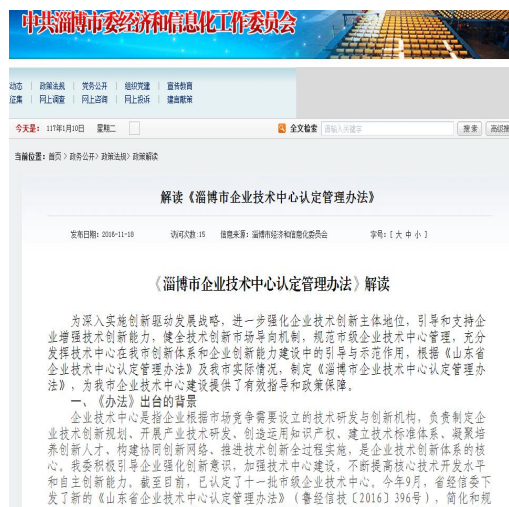 中共淄博市委经济和信息化工作委员会
动态 | 政策法规 | 党务公开 | 组织党建 | 宣传教育
征集 | 网上调查 | 网上咨询 | 网上投诉 | 建言献策
今天是： 117年1月10日 星期二 全文检索 请输入关键字 搜索 高级搜
当前位置：首页 > 政务公开> 政策法规> 政策解读
解读《淄博市企业技术中心认定管理办法》
发布日期：2016-11-18 访问次数:15 信息来源：淄博市经济和信息化委员会 字号：[ 大 中 小 ]
《淄博市企业技术中心认定管理办法》解读
为深入实施创新驱动发展战略，进一步强化企业技术创新主体地位，引导和支持企
业增强技术创新能力，健全技术创新市场导向机制，规范市级企业技术中心管理，充分
发挥技术中心在我市创新体系和企业创新能力建设中的引导与示范作用，根据《山东省
企业技术中心认定管理办法》及我市实际情况，制定《淄博市企业技术中心认定管理办
法》，为我市企业技术中心建设提供了有效指导和政策保障。
一、《办法》出台的背景
企业技术中心是指企业根据市场竞争需要设立的技术研发与创新机构，负责制定企
业技术创新规划、开展产业技术研发、创造运用知识产权、建立技术标准体系、凝聚培
养创新人才、构建协同创新网络、推进技术创新全过程实施，是企业技术创新体系的核
心。我委积极引导企业强化创新意识，加强技术中心建设，不断提高核心技术开发水平
和自主创新能力。截至目前，已认定了十一批市级企业技术中心。今年9月，省经信委下
发了新的《山东省企业技术中心认定管理办法》（鲁经信技〔2016〕396号），简化和规